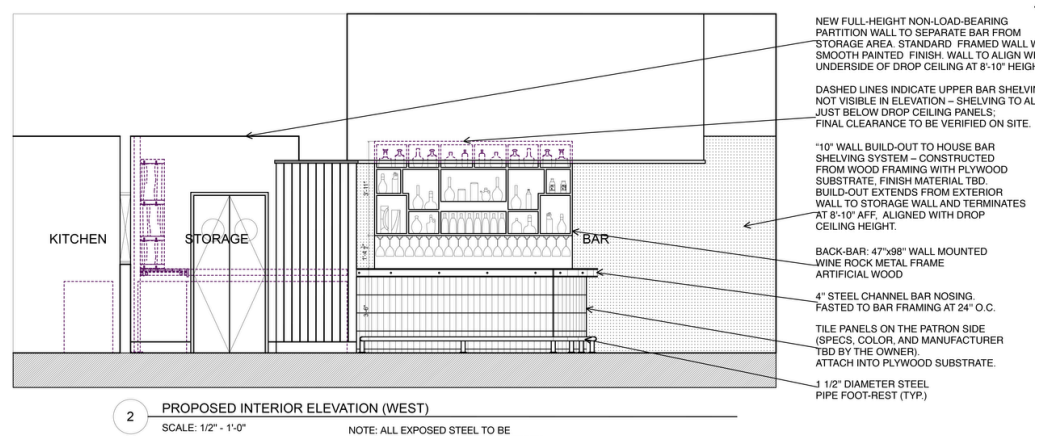 NEW FULL-HEIGHT NON-LOAD-BEARING
PARTITION WALL TO SEPARATE BAR FROM
STORAGE AREA. STANDARD FRAMED WALL W
SMOOTH PAINTED FINISH. WALL TO ALIGN WI
UNDERSIDE OF DROP CEILING AT 8'-10" HEIGH
DASHED LINES INDICATE UPPER BAR SHELVIN
NOT VISIBLE IN ELEVATION – SHELVING TO AL
JUST BELOW DROP CEILING PANELS;
FINAL CLEARANCE TO BE VERIFIED ON SITE.
"10" WALL BUILD-OUT TO HOUSE BAR
SHELVING SYSTEM – CONSTRUCTED
FROM WOOD FRAMING WITH PLYWOOD
SUBSTRATE, FINISH MATERIAL TBD.
BUILD-OUT EXTENDS FROM EXTERIOR
WALL TO STORAGE WALL AND TERMINATES
AT 8'-10" AFF, ALIGNED WITH DROP
CEILING HEIGHT.
BACK-BAR: 47"x98" WALL MOUNTED
WINE ROCK METAL FRAME
ARTIFICIAL WOOD
4" STEEL CHANNEL BAR NOSING.
FASTED TO BAR FRAMING AT 24" O.C.
TILE PANELS ON THE PATRON SIDE
(SPECS, COLOR, AND MANUFACTURER
TBD BY THE OWNER).
ATTACH INTO PLYWOOD SUBSTRATE.
1 1/2" DIAMETER STEEL
PIPE FOOT-REST (TYP.)
KITCHEN
STORAGE
BAR
3'-11"
3'-6"
2
PROPOSED INTERIOR ELEVATION (WEST)
SCALE: 1/2" - 1'-0"
NOTE: ALL EXPOSED STEEL TO BE